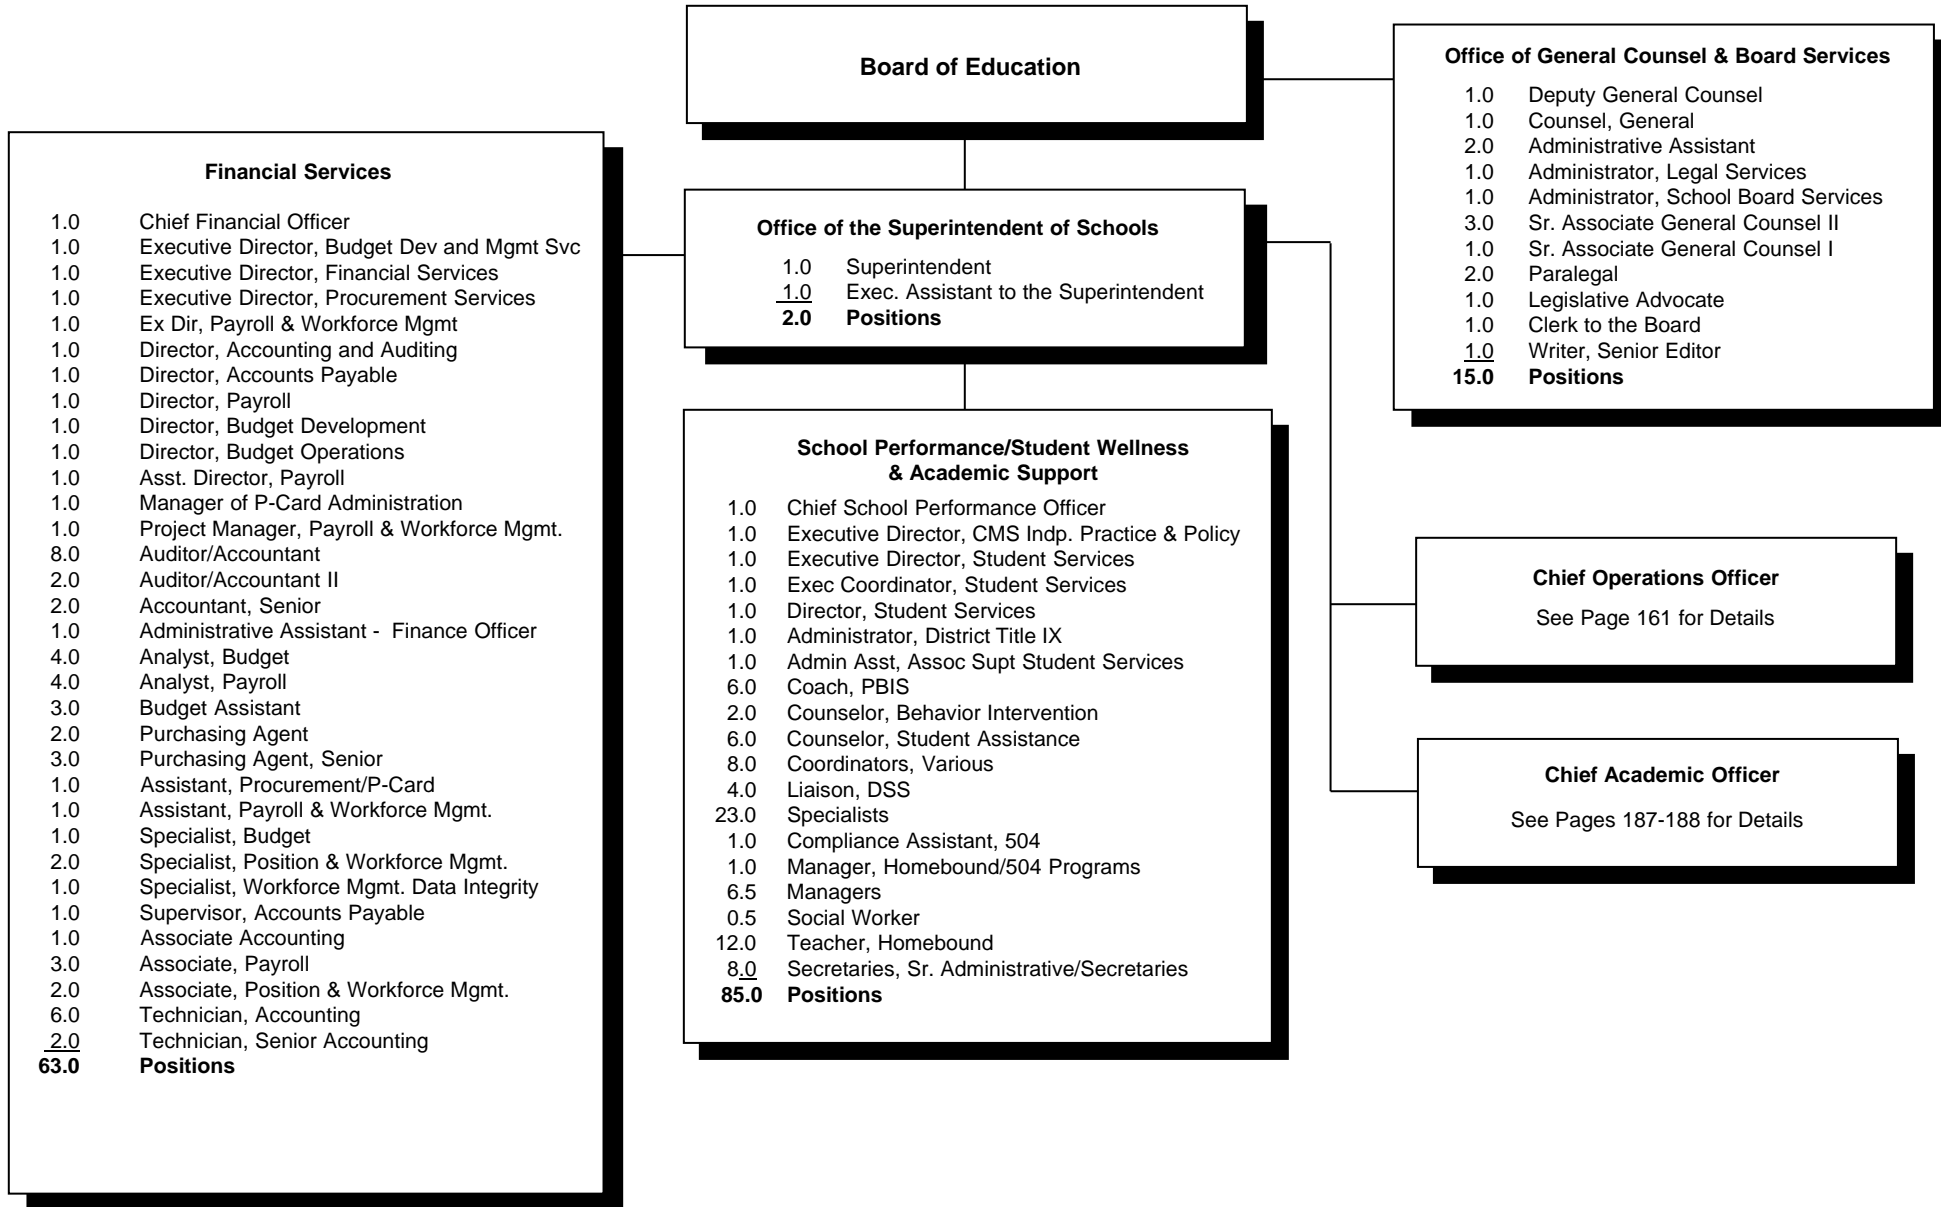 Board of Education
Office of General Counsel & Board Services
1.0 Deputy General Counsel
1.0 Counsel, General
2.0 Administrative Assistant
1.0 Administrator, Legal Services
1.0 Administrator, School Board Services
3.0 Sr. Associate General Counsel II
1.0 Sr. Associate General Counsel I
2.0 Paralegal
1.0 Legislative Advocate
1.0 Clerk to the Board
1.0 Writer, Senior Editor
15.0 Positions
Financial Services
1.0 Chief Financial Officer
1.0 Executive Director, Budget Dev and Mgmt Svc
1.0 Executive Director, Financial Services
1.0 Executive Director, Procurement Services
1.0 Ex Dir, Payroll & Workforce Mgmt
1.0 Director, Accounting and Auditing
1.0 Director, Accounts Payable
1.0 Director, Payroll
1.0 Director, Budget Development
1.0 Director, Budget Operations
1.0 Asst. Director, Payroll
1.0 Manager of P-Card Administration
1.0 Project Manager, Payroll & Workforce Mgmt.
8.0 Auditor/Accountant
2.0 Auditor/Accountant II
2.0 Accountant, Senior
1.0 Administrative Assistant - Finance Officer
4.0 Analyst, Budget
4.0 Analyst, Payroll
3.0 Budget Assistant
2.0 Purchasing Agent
3.0 Purchasing Agent, Senior
1.0 Assistant, Procurement/P-Card
1.0 Assistant, Payroll & Workforce Mgmt.
1.0 Specialist, Budget
2.0 Specialist, Position & Workforce Mgmt.
1.0 Specialist, Workforce Mgmt. Data Integrity
1.0 Supervisor, Accounts Payable
1.0 Associate Accounting
3.0 Associate, Payroll
2.0 Associate, Position & Workforce Mgmt.
6.0 Technician, Accounting
2.0 Technician, Senior Accounting
63.0 Positions
Office of the Superintendent of Schools
1.0 Superintendent
1.0 Exec. Assistant to the Superintendent
2.0 Positions
School Performance/Student Wellness
& Academic Support
1.0 Chief School Performance Officer
1.0 Executive Director, CMS Indp. Practice & Policy
1.0 Executive Director, Student Services
1.0 Exec Coordinator, Student Services
1.0 Director, Student Services
1.0 Administrator, District Title IX
1.0 Admin Asst, Assoc Supt Student Services
6.0 Coach, PBIS
2.0 Counselor, Behavior Intervention
6.0 Counselor, Student Assistance
8.0 Coordinators, Various
4.0 Liaison, DSS
23.0 Specialists
1.0 Compliance Assistant, 504
1.0 Manager, Homebound/504 Programs
6.5 Managers
0.5 Social Worker
12.0 Teacher, Homebound
8.0 Secretaries, Sr. Administrative/Secretaries
85.0 Positions
Chief Operations Officer
See Page 161 for Details
Chief Academic Officer
See Pages 187-188 for Details